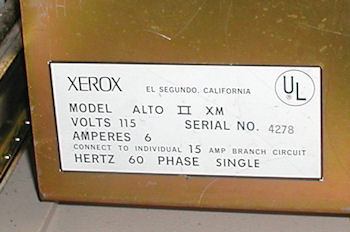 XEROX EL SEGUNDO, CALIFORNIA
UL
MODEL ALTO II XM
VOLTS 115 SERIAL NO. 4278
AMPERES 6
CONNECT TO INDIVIDUAL 15 AMP BRANCH CIRCUIT
HERTZ 60 PHASE SINGLE